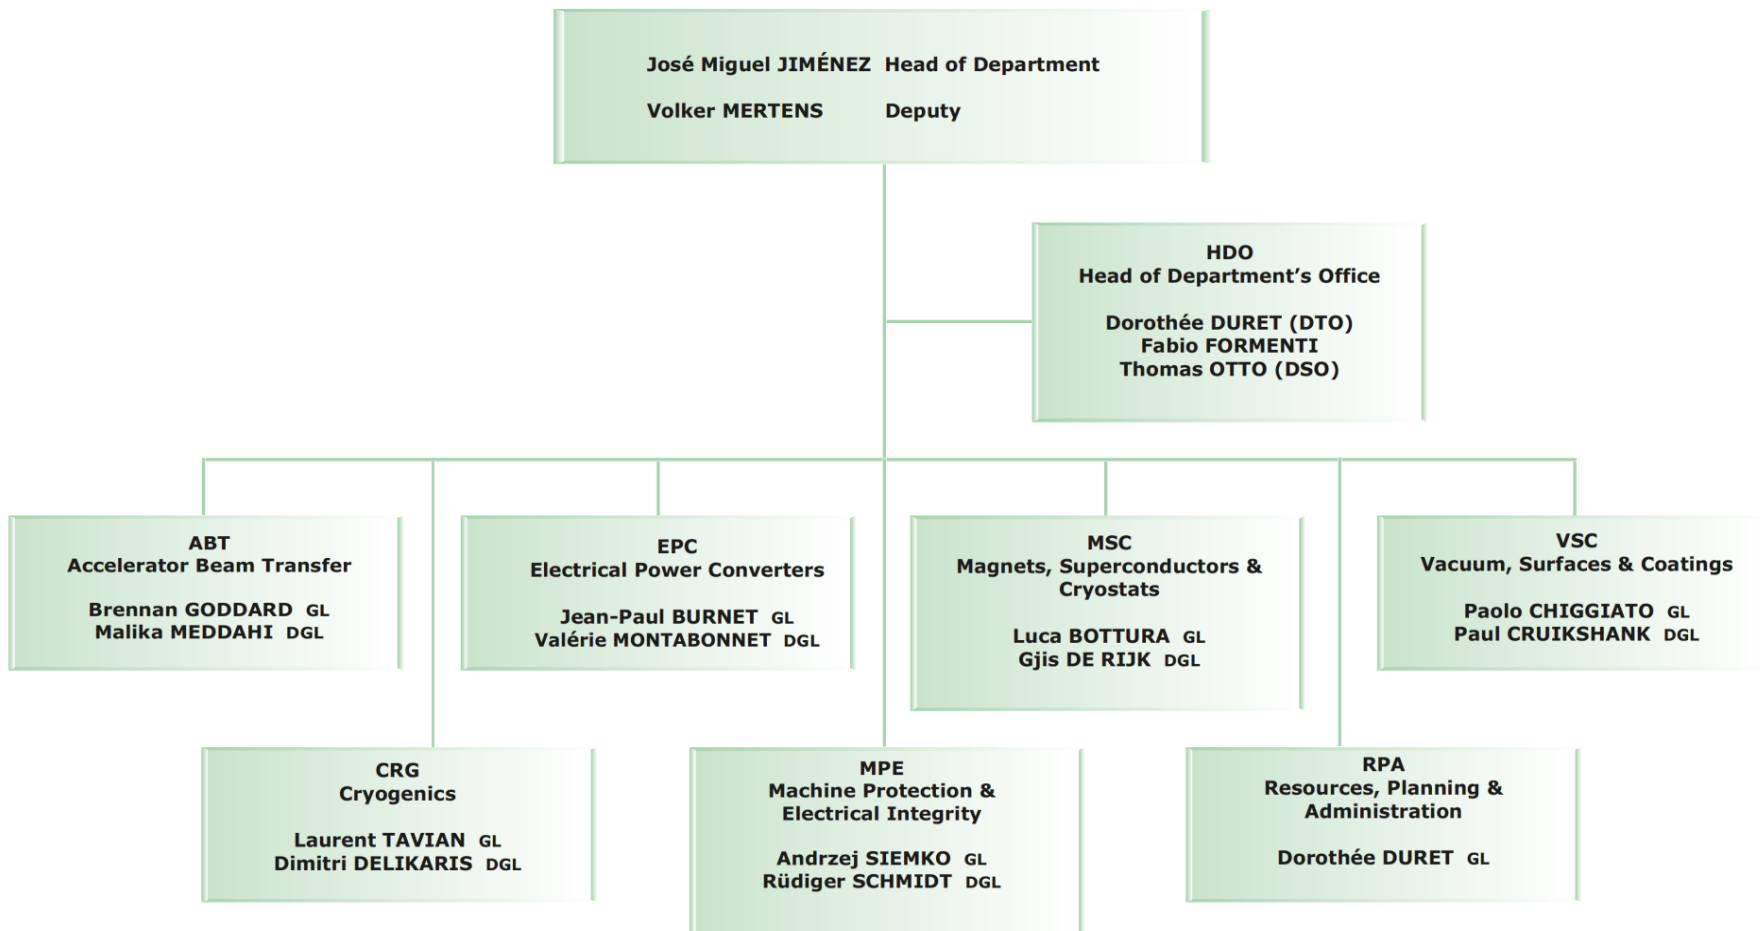 José Miguel JIMÉNEZ Head of Department
Volker MERTENS Deputy
HDO
Head of Department’s Office
Dorothée DURET (DTO)
Fabio FORMENTI
Thomas OTTO (DSO)
ABT
Accelerator Beam Transfer
Brennan GODDARD GL
Malika MEDDAHI DGL
EPC
Electrical Power Converters
Jean-Paul BURNET GL
Valérie MONTABONNET DGL
MSC
Magnets, Superconductors &
Cryostats
Luca BOTTURA GL
Gjis DE RIJK DGL
VSC
Vacuum, Surfaces & Coatings
Paolo CHIGGIATO GL
Paul CRUIKSHANK DGL
CRG
Cryogenics
Laurent TAVIAN GL
Dimitri DELIKARIS DGL
MPE
Machine Protection &
Electrical Integrity
Andrzej SIEMKO GL
Rüdiger SCHMIDT DGL
RPA
Resources, Planning &
Administration
Dorothée DURET GL